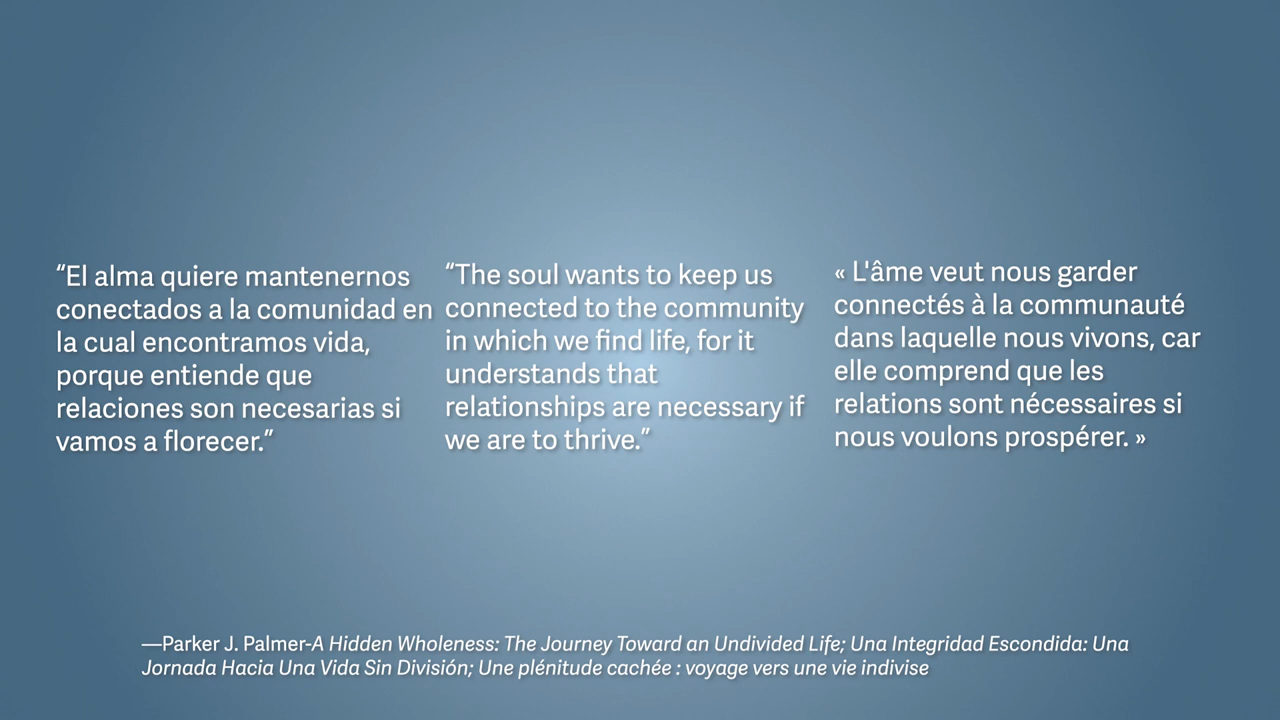 “El alma quiere mantenernos
conectados a la comunidad en
la cual encontramos vida,
porque entiende que
relaciones son necesarias si
vamos a florecer.”
“The soul wants to keep us
connected to the community
in which we find life, for it
understands that
relationships are necessary if
we are to thrive.”
« L'âme veut nous garder
connectés à la communauté
dans laquelle nous vivons, car
elle comprend que les
relations sont nécessaires si
nous voulons prospérer. »
—Parker J. Palmer-A Hidden Wholeness: The Journey Toward an Undivided Life; Una Integridad Escondida: Una
Jornada Hacia Una Vida Sin División; Une plénitude cachée : voyage vers une vie indivise